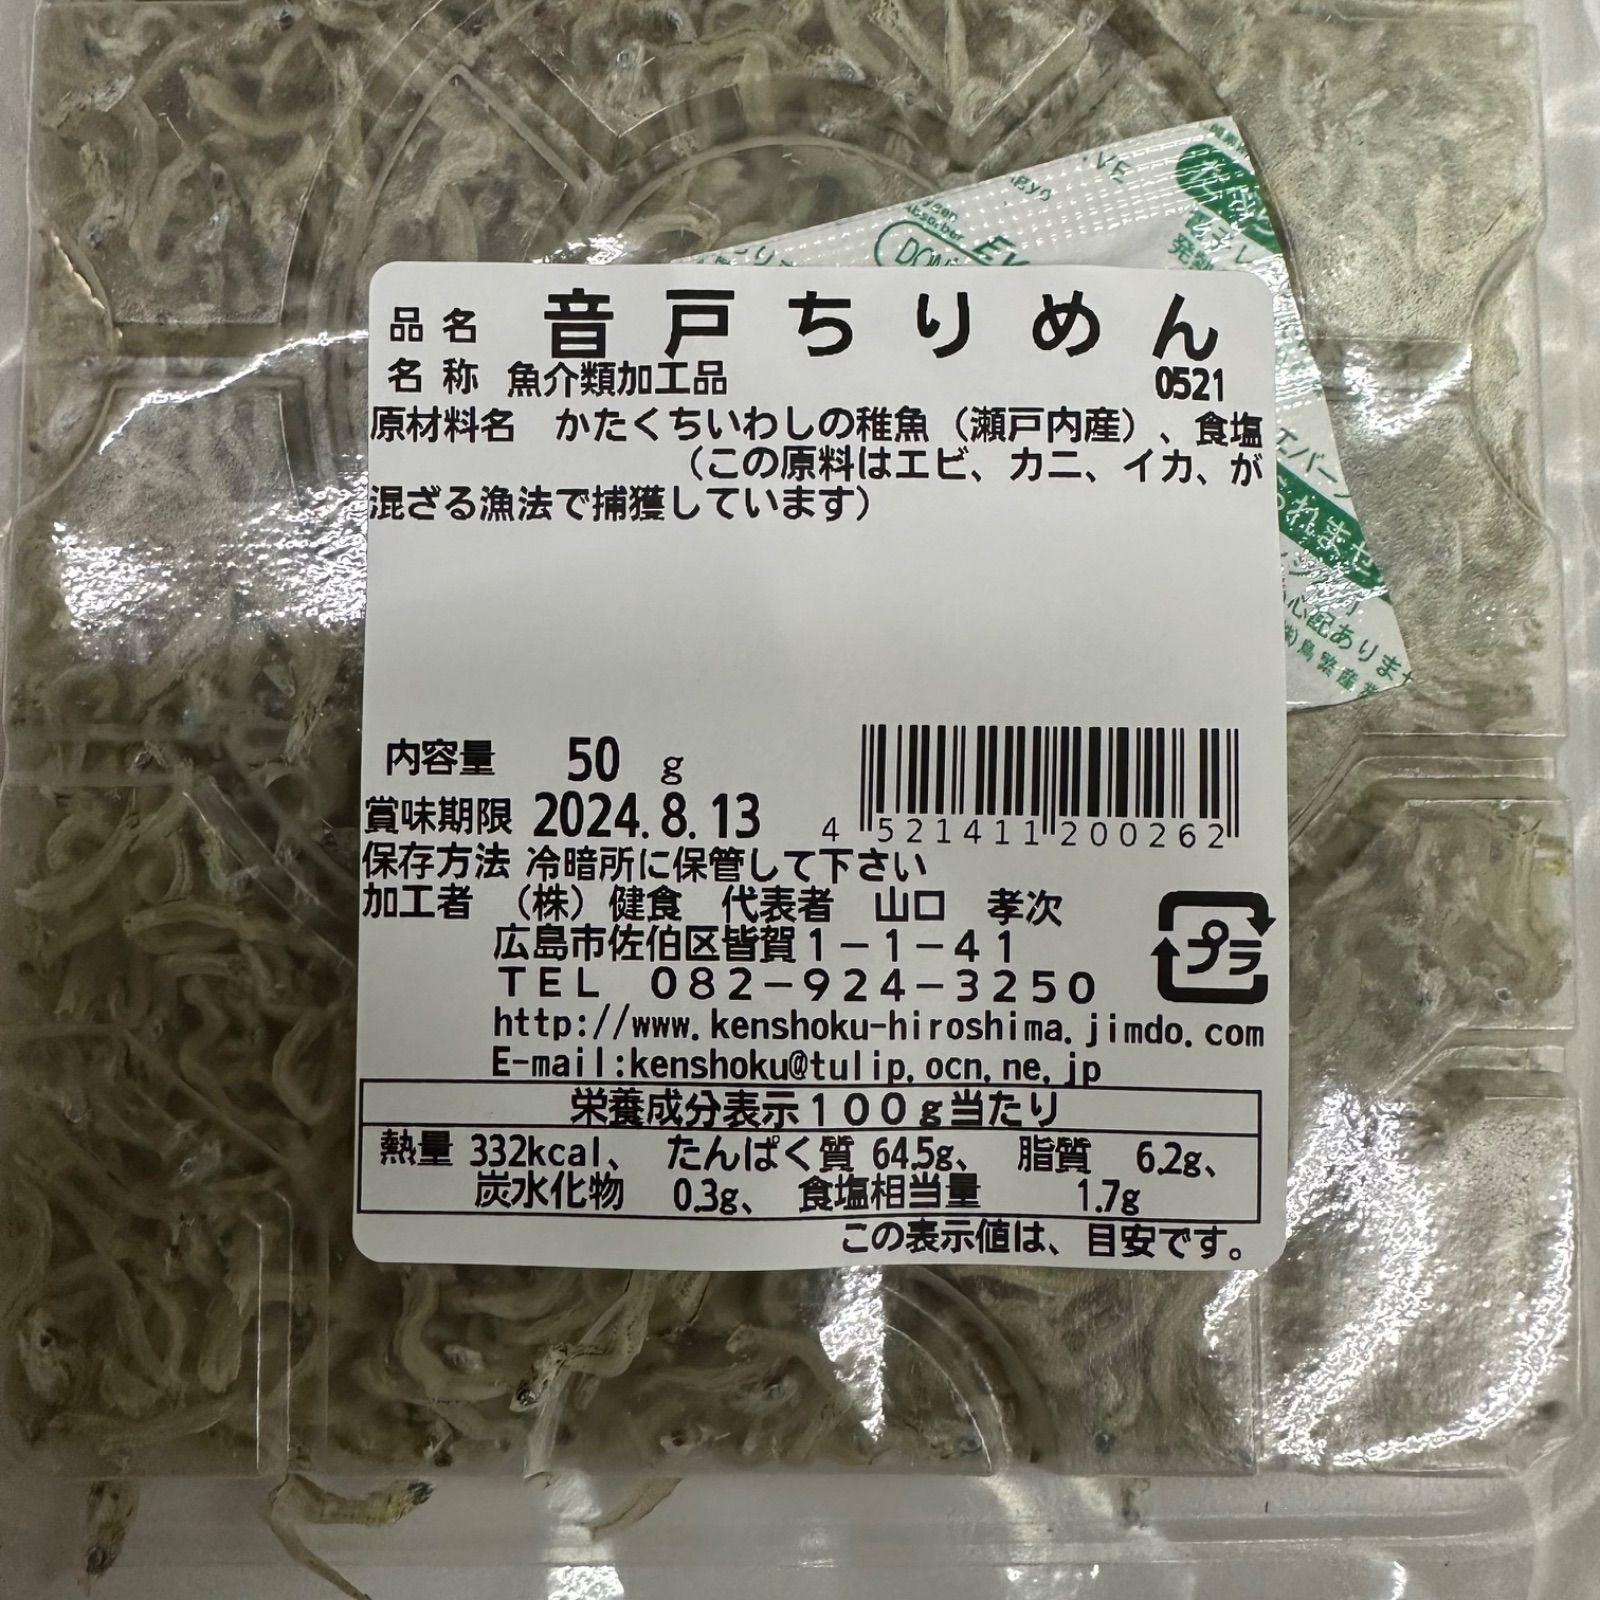 品名 音戸ちりめん
名称 魚介類加工品 0521
原材料名 かたくちいわしの稚魚（瀬戸内産）、食塩
（この原料はエビ、カニ、イカ、が
混ざる漁法で捕獲しています）
内容量 50 g
賞味期限 2024.8.13
4 521411 200262
保存方法 冷暗所に保管して下さい
加工者 （株）健食 代表者 山口 孝次
広島市佐伯区皆賀1－1－41
TEL 082－924－3250
プラ
http://www.kenshoku-hiroshima.jimdo.com
E-mail:kenshoku@tulip.ocn.ne.jp
栄養成分表示100g当たり
熱量 332kcal、 たんぱく質 64.5g、 脂質 6.2g、
炭水化物 0.3g、 食塩相当量 1.7g
この表示値は、目安です。
Absorber